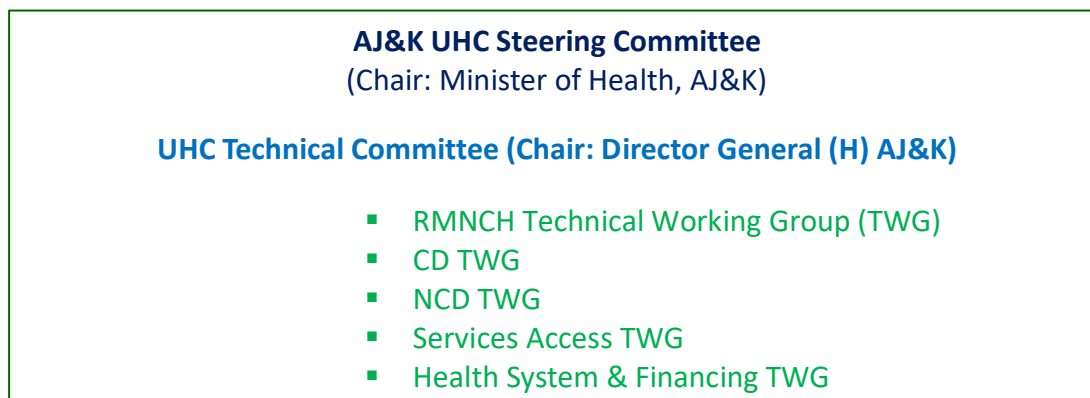 AJ&K UHC Steering Committee
(Chair: Minister of Health, AJ&K)
UHC Technical Committee (Chair: Director General (H) AJ&K)
▪ RMNCH Technical Working Group (TWG)
▪ CD TWG
▪ NCD TWG
▪ Services Access TWG
▪ Health System & Financing TWG